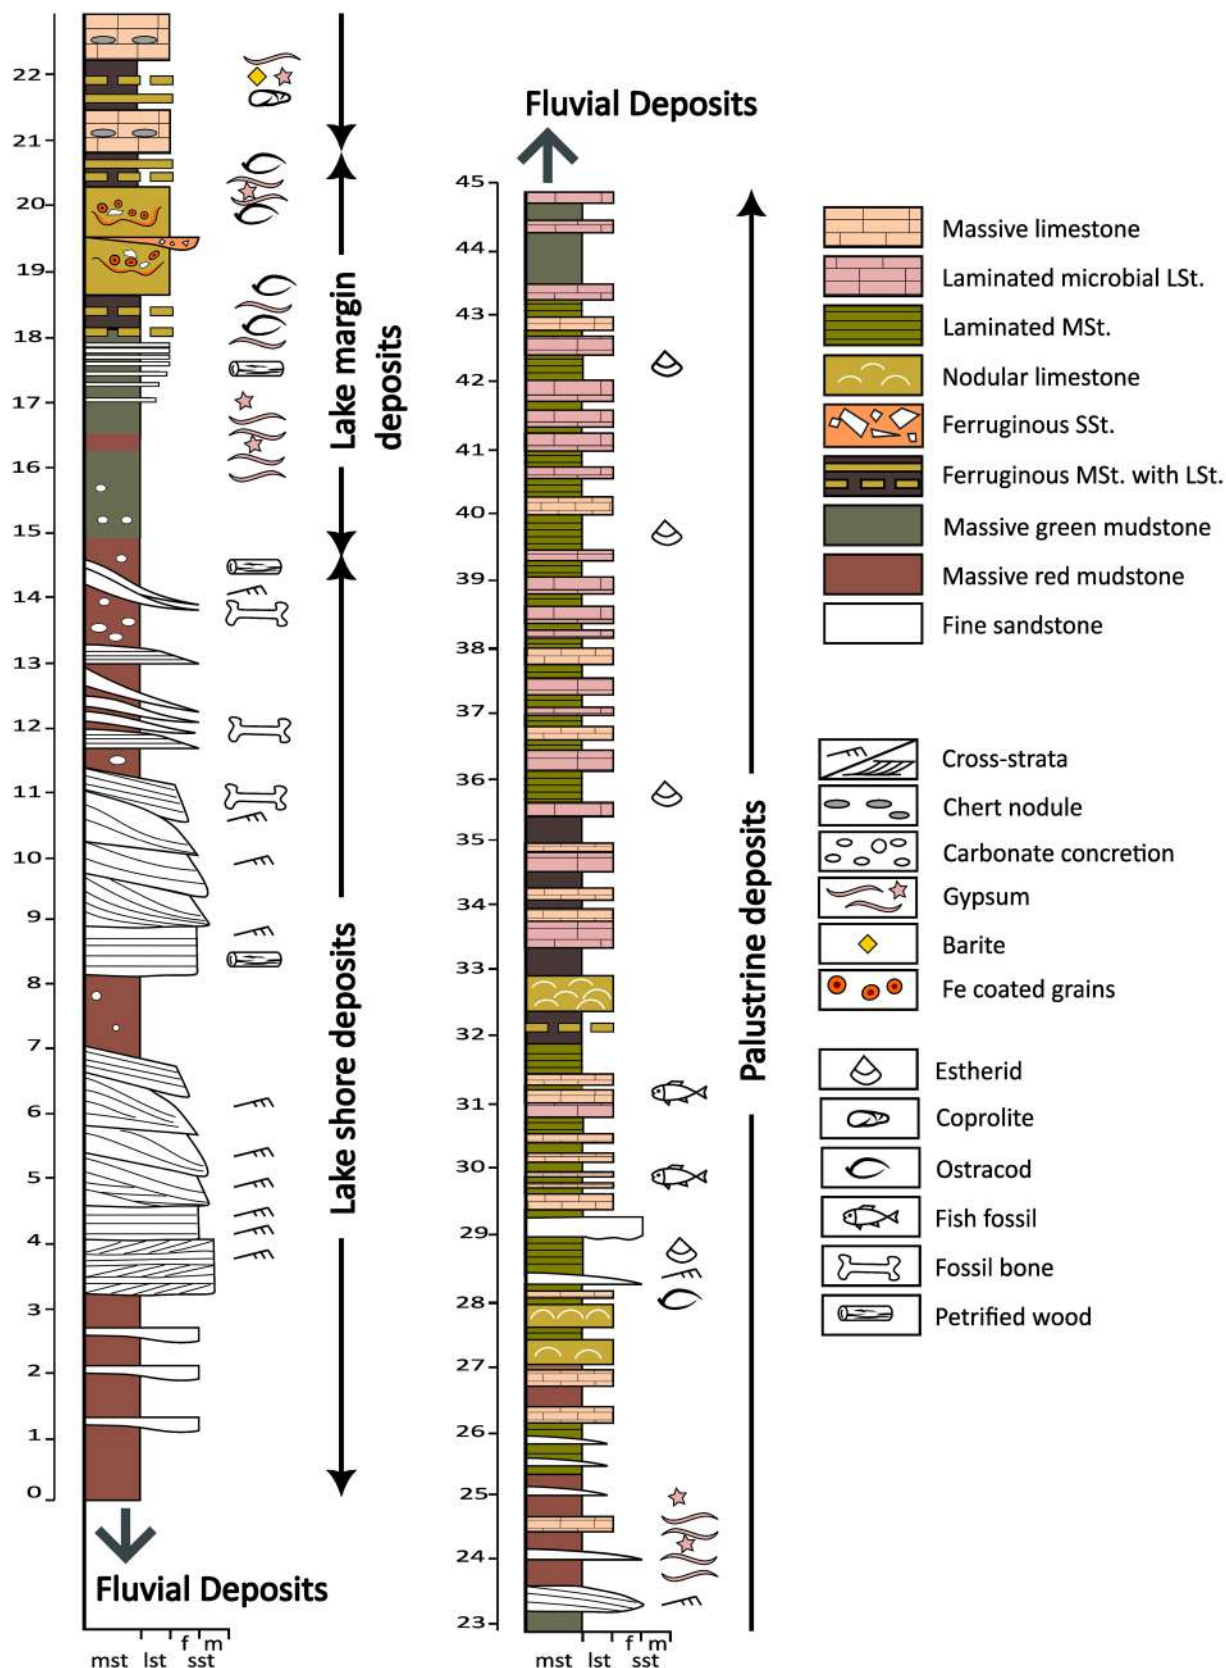 22
21
20
19
18
17
16
15
14
13
12
11
10
9
8
7
6
5
4
3
2
1
0
Lake margin
deposits
Lake shore deposits
Fluvial Deposits
mst
lst
f
m
sst
Fluvial Deposits
45
44
43
42
41
40
39
38
37
36
35
34
33
32
31
30
29
28
27
26
25
24
23
Palustrine deposits
mst
lst
f
m
sst
Massive limestone
Laminated microbial LSt.
Laminated MSt.
Nodular limestone
Ferruginous SSt.
Ferruginous MSt. with LSt.
Massive green mudstone
Massive red mudstone
Fine sandstone
Cross-strata
Chert nodule
Carbonate concretion
Gypsum
Barite
Fe coated grains
Estherid
Coprolite
Ostracod
Fish fossil
Fossil bone
Petrified wood